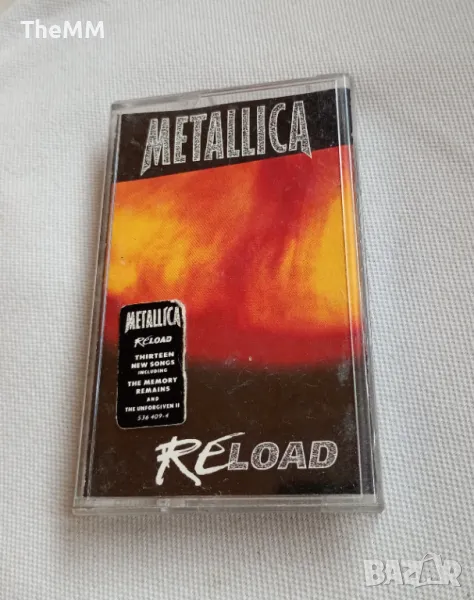 TheMM
METALLICA
METALLICA
RELOAD
THIRTEEN
NEW SONGS
INCLUDING
THE MEMORY
REMAINS
AND
THE UNFORGIVEN II
536 409-4
RELOAD
BAZAR